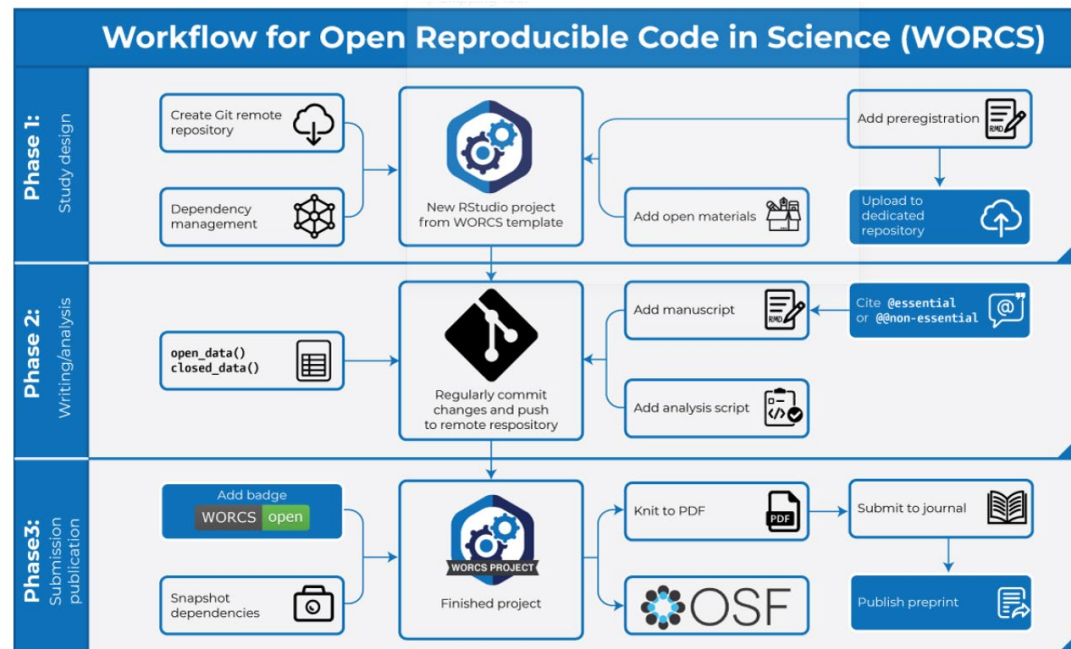 Workflow for Open Reproducible Code in Science (WORCS)
Phase 1:
Study design
Create Git remote
repository
Dependency
management
New RStudio project
from WORCS template
Add preregistration
RMD
Add open materials
Upload to
dedicated
repository
Phase 2:
Writing/analysis
open_data()
closed_data()
Regularly commit
changes and push
to remote respository
Add manuscript
RMD
Cite @essential
or @@non-essential
@
Add analysis script
</>
Phase3:
Submission
publication
Add badge
WORCS open
Snapshot
dependencies
WORCS PROJECT
Finished project
Knit to PDF
PDF
Submit to journal
OSF
Publish preprint